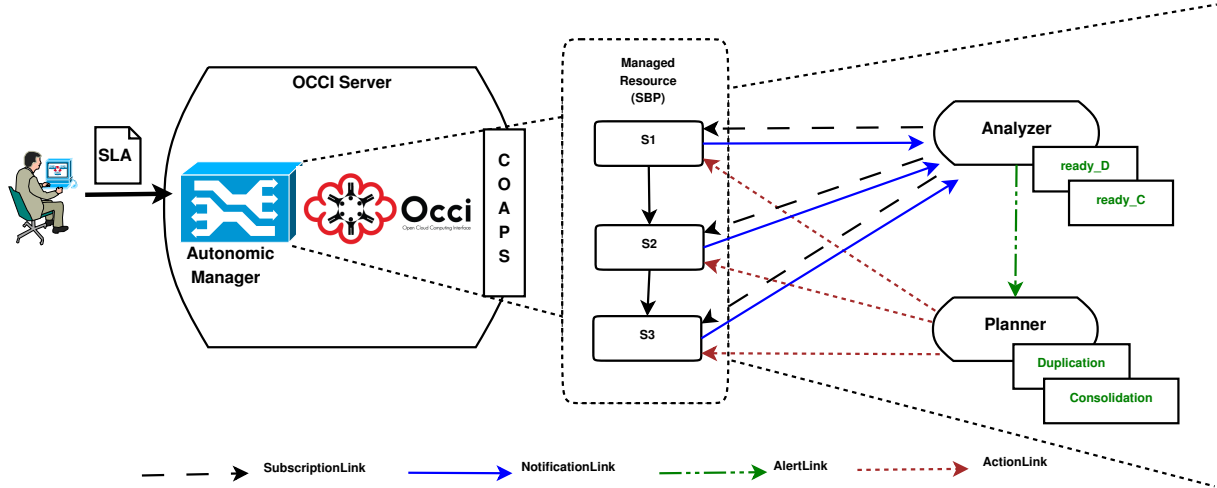 OCCI Server
SLA
Autonomic
Manager
Occi
Open Cloud Computing Interface
C
O
A
P
S
Managed
Resource
(SBP)
S1
S2
S3
Analyzer
ready_D
ready_C
Planner
Duplication
Consolidation
SubscriptionLink
NotificationLink
AlertLink
ActionLink